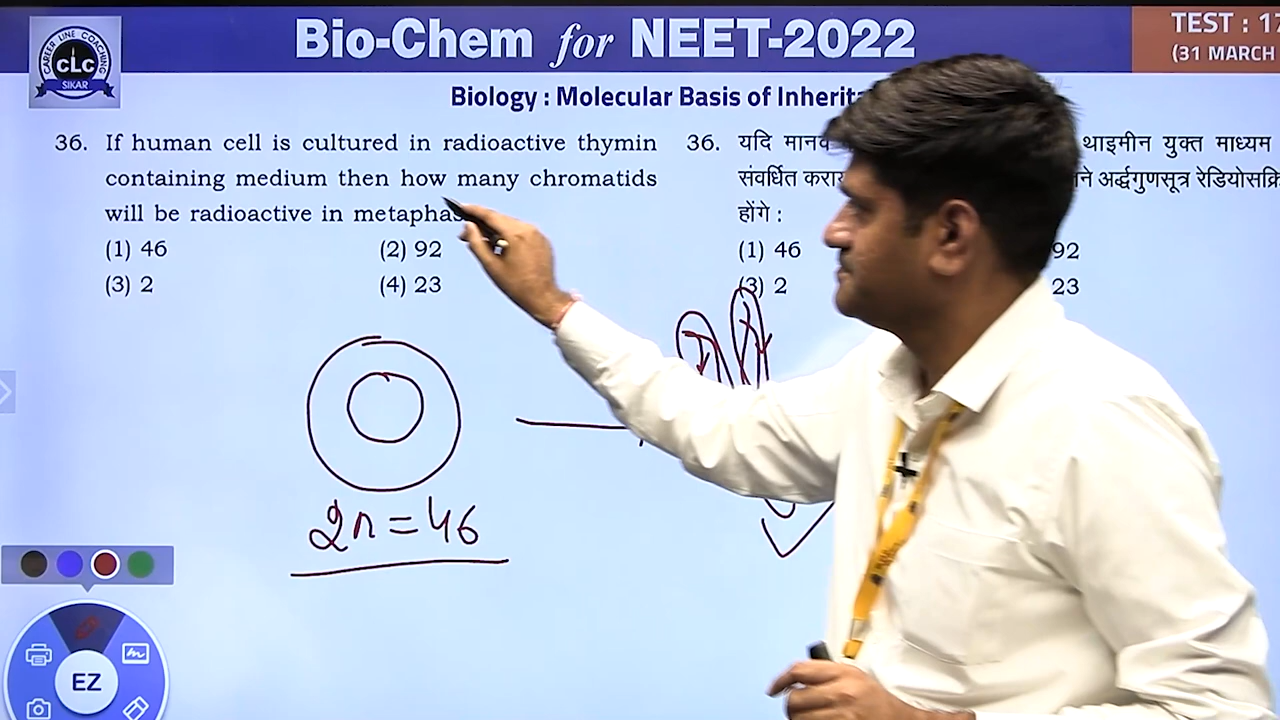 CAREER LINE COACHING
CLC
SIKAR
Bio-Chem for NEET-2022
TEST : 17
(31 MARCH
Biology : Molecular Basis of Inherita
36. If human cell is cultured in radioactive thymin
containing medium then how many chromatids
will be radioactive in metaphas
(1) 46 (2) 92
(3) 2 (4) 23
36. यदि मानव थाइमीन युक्त माध्यम
संवर्धित कराय ने अर्द्धगुणसूत्र रेडियोसक्रि
होंगे :
(1) 46 92
(3) 2 23
2n = 46
EZ